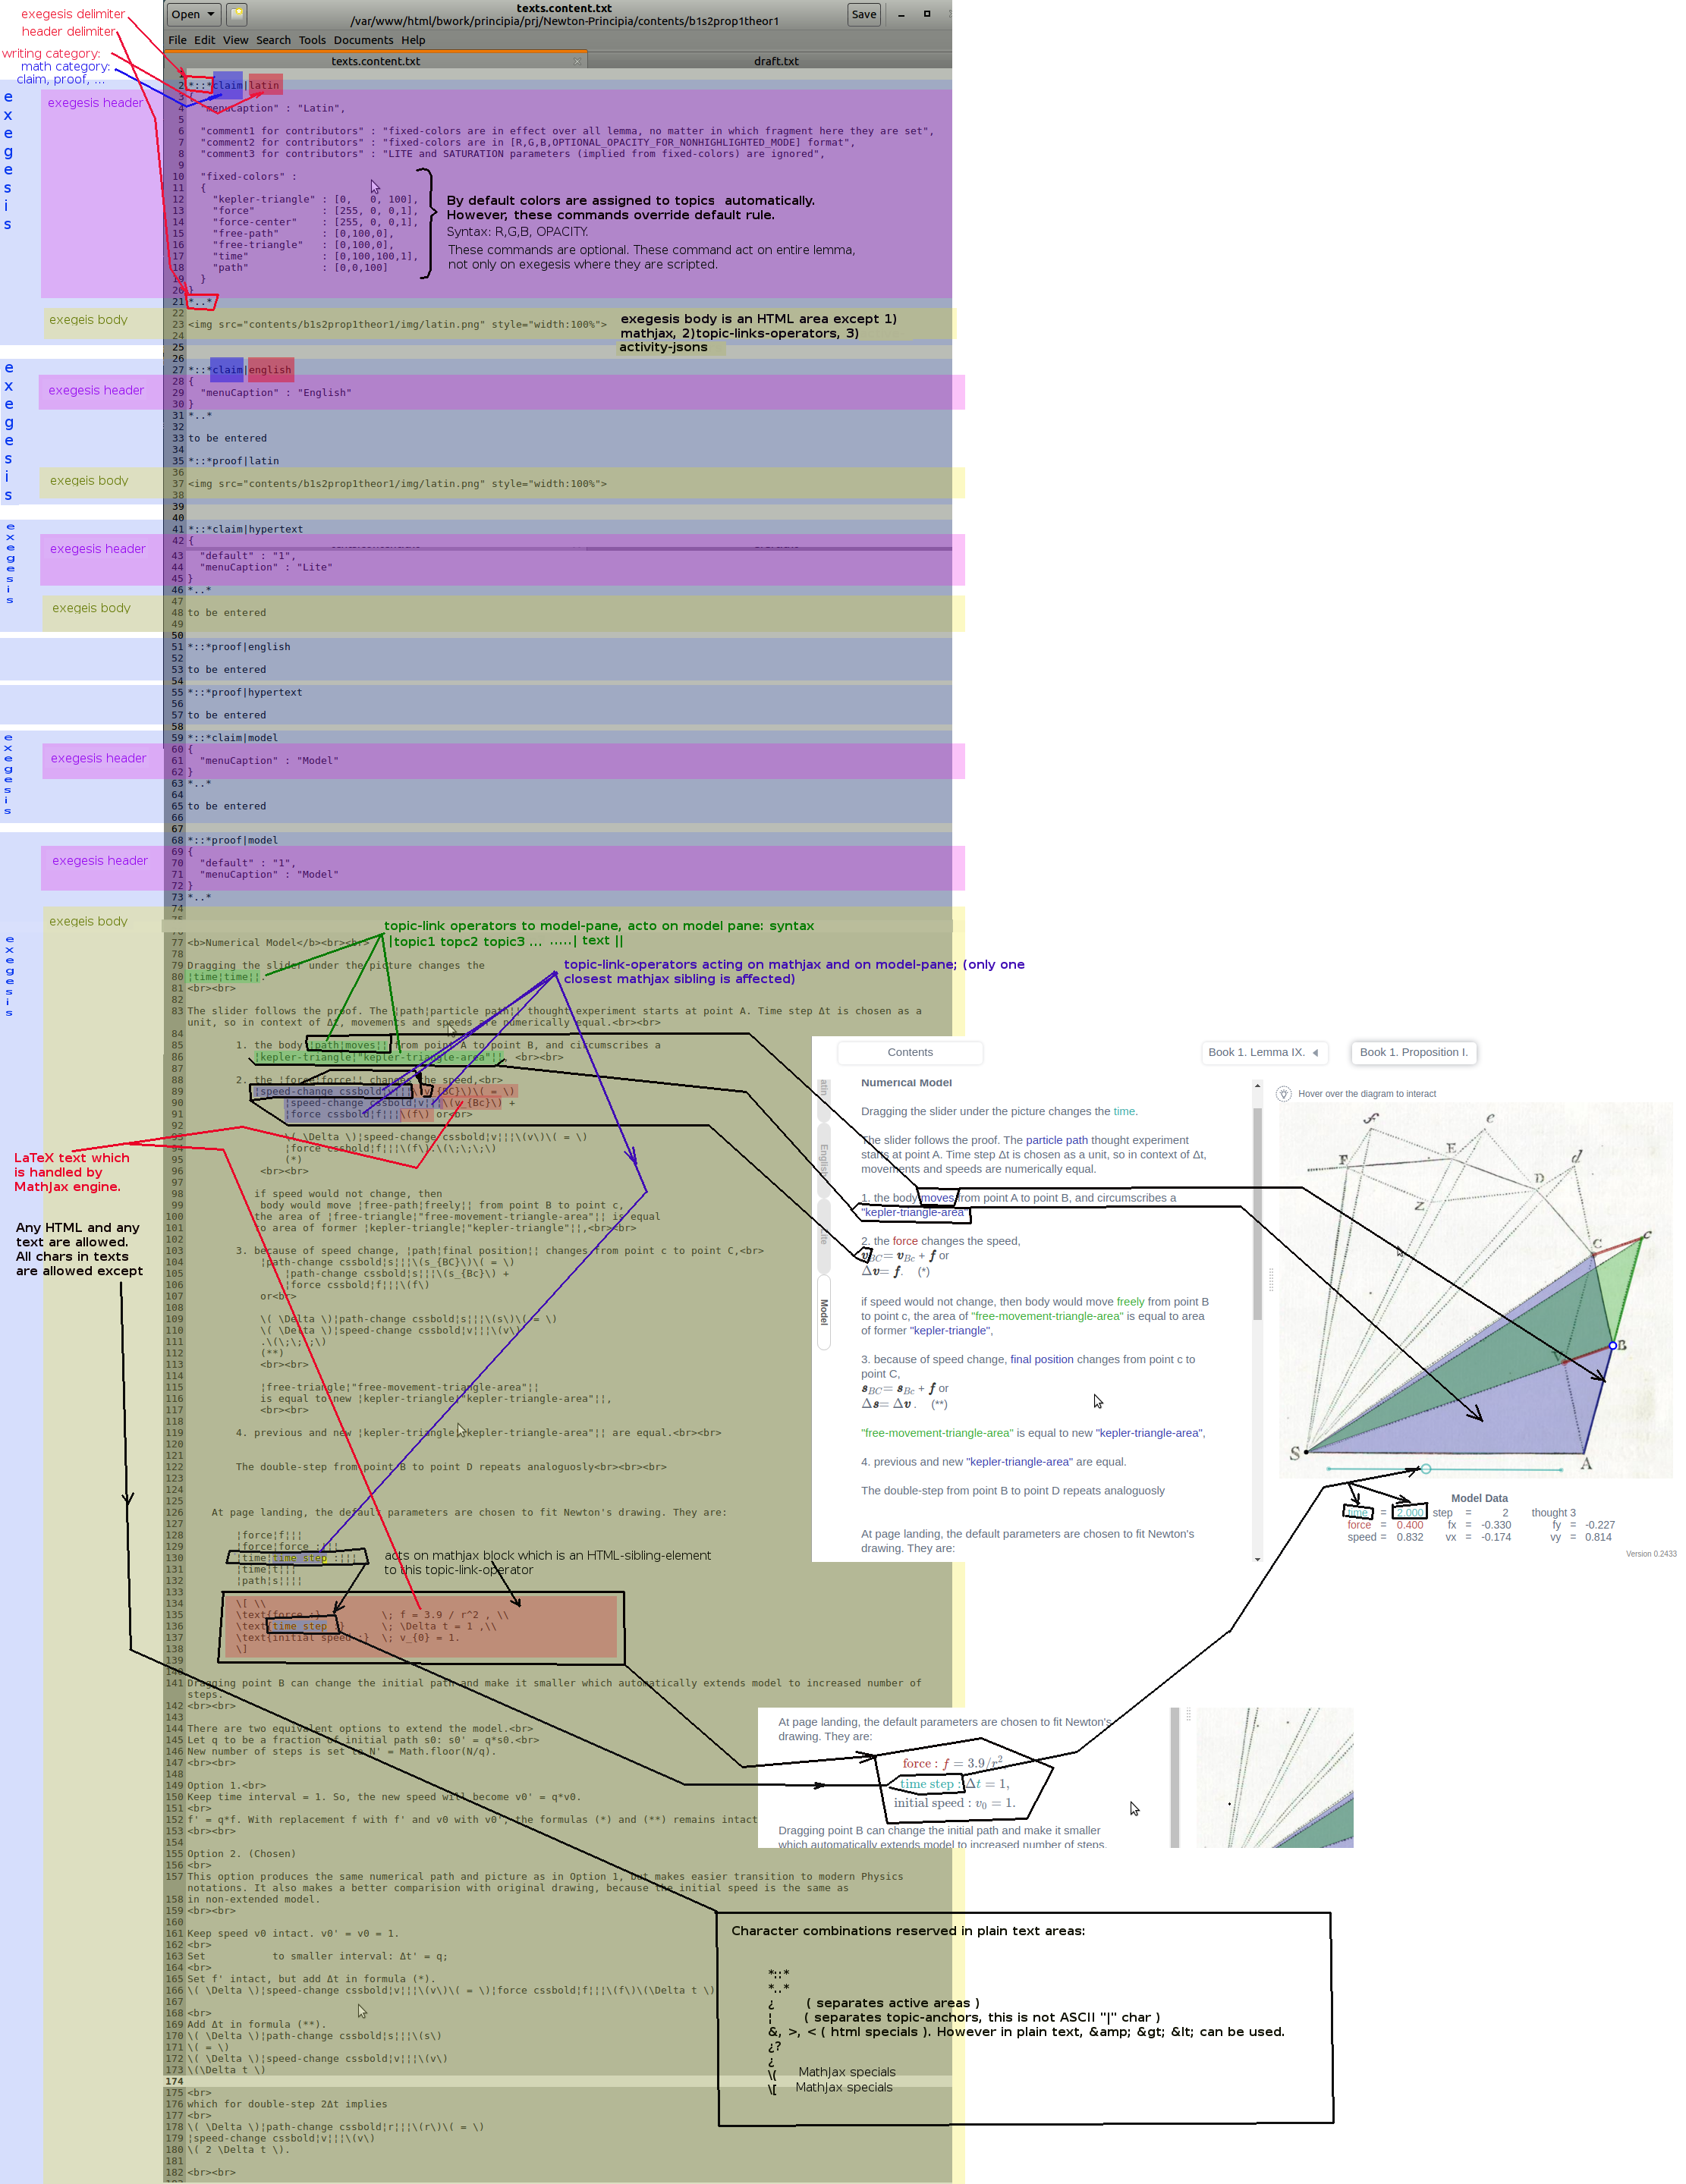 exegesis delimiter
header delimiter
writing category:
math category:
claim, proof, ...
texts.content.txt
/var/www/html/bwork/principia/prj/Newton-Principia/contents/b1s2prop1theor1
Open
Save
File Edit View Search Tools Documents Help
texts.content.txt
draft.txt
exegesis
exegesis header
2 *::*claim|latin
3 {
4 "menuCaption" : "Latin",
5
6 "comment1 for contributors" : "fixed-colors are in effect over all lemma, no matter in which fragment here they are set",
7 "comment2 for contributors" : "fixed-colors are in [R,G,B,OPTIONAL_OPACITY_FOR_NONHIGHLIGHTED_MODE] format",
8 "comment3 for contributors" : "LITE and SATURATION parameters (implied from fixed-colors) are ignored",
9
10 "fixed-colors" :
11 {
12 "kepler-triangle" : [0, 0, 100],
13 "force" : [255, 0, 0,1],
14 "force-center" : [255, 0, 0,1],
15 "free-path" : [0,100,0],
16 "free-triangle" : [0,100,0],
17 "time" : [0,100,100,1],
18 "path" : [0,0,100]
19 }
20 }
21 *..*
By default colors are assigned to topics automatically.
However, these commands override default rule.
Syntax: R,G,B, OPACITY.
These commands are optional. These command act on entire lemma,
not only on exegesis where they are scripted.
exegeis body
22
23 <img src="contents/b1s2prop1theor1/img/latin.png" style="width:100%">
24
25
26
exegesis body is an HTML area except 1)
mathjax, 2)topic-links-operators, 3)
activity-jsons
exegesis
27 *::*claim|english
exegesis header
28 {
29 "menuCaption" : "English"
30 }
31 *..*
32
33 to be entered
34
35 *::*proof|latin
36
exegeis body
37 <img src="contents/b1s2prop1theor1/img/latin.png" style="width:100%">
38
39
40
exegesis
41 *::*claim|hypertext
42 {
exegesis header
43 "default" : "1",
44 "menuCaption" : "Lite"
45 }
46 *..*
47
exegeis body
48 to be entered
49
50
51 *::*proof|english
52
53 to be entered
54
55 *::*proof|hypertext
56
57 to be entered
58
exegesis
59 *::*claim|model
60 {
exegesis header
61 "menuCaption" : "Model"
62 }
63 *..*
64
65 to be entered
66
67
68 *::*proof|model
69 {
exegesis header
70 "default" : "1",
71 "menuCaption" : "Model"
72 }
73 *..*
74
exegeis body
exegesis
topic-link operators to model-pane, acto on model pane: syntax
|topic1 topc2 topic3 ... .....| text ||
77 <b>Numerical Model</b><br><br>
78
79 Dragging the slider under the picture changes the
80 ¦time¦time¦¦.
81 <br><br>
82
topic-link-operators acting on mathjax and on model-pane; (only one
closest mathjax sibling is affected)
83 The slider follows the proof. The ¦path¦particle path¦¦ thought experiment starts at point A. Time step Δt is chosen as a
unit, so in context of Δt, movements and speeds are numerically equal.<br><br>
84
85 1. the body ¦path¦moves¦¦ from point A to point B, and circumscribes a
86 ¦kepler-triangle¦"kepler-triangle-area"¦¦. <br><br>
87
88 2. the ¦force¦force¦¦ changes the speed,<br>
89 ¦speed-change cssbold¦v¦¦¦\(v_{BC}\)\( = \)
90 ¦speed-change cssbold¦v¦¦¦\(v_{Bc}\) +
91 ¦force cssbold¦f¦¦¦\(f\) or<br>
92
93 \( \Delta \)¦speed-change cssbold¦v¦¦¦\(v\)\( = \)
94 ¦force cssbold¦f¦¦¦\(f\).\(\;\;\;\)
95 (*)
96 <br><br>
97
98 if speed would not change, then
99 body would move ¦free-path¦freely¦¦ from point B to point c,
100 the area of ¦free-triangle¦"free-movement-triangle-area"¦¦ is equal
101 to area of former ¦kepler-triangle¦"kepler-triangle"¦¦,<br><br>
102
103 3. because of speed change, ¦path¦final position¦¦ changes from point c to point C,<br>
104 ¦path-change cssbold¦s¦¦¦\(s_{BC}\)\( = \)
105 ¦path-change cssbold¦s¦¦¦\(s_{Bc}\) +
106 ¦force cssbold¦f¦¦¦\(f\)
107 or<br>
108
109 \( \Delta \)¦path-change cssbold¦s¦¦¦\(s\)\( = \)
110 \( \Delta \)¦speed-change cssbold¦v¦¦¦\(v\)
111 .\(\;\;\;\)
112 (**)
113 <br><br>
114
115 ¦free-triangle¦"free-movement-triangle-area"¦¦
116 is equal to new ¦kepler-triangle¦"kepler-triangle-area"¦¦,
117 <br><br>
118
119 4. previous and new ¦kepler-triangle¦"kepler-triangle-area"¦¦ are equal.<br><br>
120
121
122 The double-step from point B to point D repeats analoguosly<br><br><br>
123
124
125
126 At page landing, the default parameters are chosen to fit Newton's drawing. They are:
127
128 ¦force¦f¦¦¦
129 ¦force¦force :¦¦¦
130 ¦time¦time step :¦¦¦
131 ¦time¦t¦¦¦
132 ¦path¦s¦¦¦¦
133
134 \[ \\
135 \text{force :} \; f = 3.9 / r^2 , \\
136 \text{time step :} \; \Delta t = 1 ,\\
137 \text{initial speed :} \; v_{0} = 1.
138 \]
139
140
acts on mathjax block which is an HTML-sibling-element
to this topic-link-operator
LaTeX text which
is handled by
MathJax engine.
Any HTML and any
text are allowed.
All chars in texts
are allowed except
141 Dragging point B can change the initial path and make it smaller which automatically extends model to increased number of
steps.
142 <br><br>
143
144 There are two equivalent options to extend the model.<br>
145 Let q to be a fraction of initial path s0: s0' = q*s0.<br>
146 New number of steps is set to N' = Math.floor(N/q).
147 <br><br>
148
149 Option 1.<br>
150 Keep time interval = 1. So, the new speed will become v0' = q*v0.
151 <br>
152 f' = q*f. With replacement f with f' and v0 with v0', the formulas (*) and (**) remains intact
153 <br><br>
154
155 Option 2. (Chosen)
156 <br>
157 This option produces the same numerical path and picture as in Option 1, but makes easier transition to modern Physics
notations. It also makes a better comparision with original drawing, because the initial speed is the same as
158 in non-extended model.
159 <br><br>
160
161 Keep speed v0 intact. v0' = v0 = 1.
162 <br>
163 Set to smaller interval: Δt' = q;
164 <br>
165 Set f' intact, but add Δt in formula (*).
166 \( \Delta \)¦speed-change cssbold¦v¦¦¦\(v\)\( = \)¦force cssbold¦f¦¦¦\(f\)\(\Delta t \)
167
168 <br>
169 Add Δt in formula (**).
170 \( \Delta \)¦path-change cssbold¦s¦¦¦\(s\)
171 \( = \)
172 \( \Delta \)¦speed-change cssbold¦v¦¦¦\(v\)
173 \(\Delta t \)
174
175 <br>
176 which for double-step 2Δt implies
177 <br>
178 \( \Delta \)¦path-change cssbold¦r¦¦¦\(r\)\( = \)
179 ¦speed-change cssbold¦v¦¦¦\(v\)
180 \( 2 \Delta t \).
181
182 <br><br>
Contents
Book 1. Lemma IX.
Book 1. Proposition I.
English
Model
Numerical Model
Dragging the slider under the picture changes the time.
The slider follows the proof. The particle path thought experiment
starts at point A. Time step Δt is chosen as a unit, so in context of Δt,
movements and speeds are numerically equal.
1. the body moves from point A to point B, and circumscribes a
"kepler-triangle-area"
2. the force changes the speed,
vBC= vBc + f or
Δv= f. (*)
if speed would not change, then body would move freely from point B
to point c, the area of "free-movement-triangle-area" is equal to area
of former "kepler-triangle",
3. because of speed change, final position changes from point c to
point C,
sBC= sBc + f or
Δs= Δv . (**)
"free-movement-triangle-area" is equal to new "kepler-triangle-area",
4. previous and new "kepler-triangle-area" are equal.
The double-step from point B to point D repeats analoguosly
At page landing, the default parameters are chosen to fit Newton's
drawing. They are:
Hover over the diagram to interact
f
e
F
E
d
D
Z
C
c
B
V
S
A
Model Data
time = 2.000 step = 2 thought 3
force = 0.400 fx = -0.330 fy = -0.227
speed = 0.832 vx = -0.174 vy = 0.814
Version 0.2433
At page landing, the default parameters are chosen to fit Newton's
drawing. They are:
force : f = 3.9/r²
time step : Δt = 1,
initial speed : v0 = 1.
Dragging point B can change the initial path and make it smaller
which automatically extends model to increased number of steps.
Character combinations reserved in plain text areas:
*::*
*..*
¿ ( separates active areas )
¦ ( separates topic-anchors, this is not ASCII "|" char )
&, >, < ( html specials ). However in plain text, &amp; &gt; &lt; can be used.
¿?
¿
\( MathJax specials
\[ MathJax specials